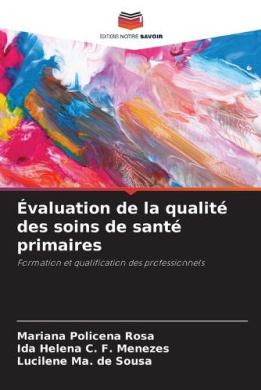 EDITIONS NOTRE SAVOIR
Évaluation de la qualité
des soins de santé
primaires
Formation et qualification des professionnels
Mariana Policena Rosa
Ida Helena C. F. Menezes
Lucilene Ma. de Sousa